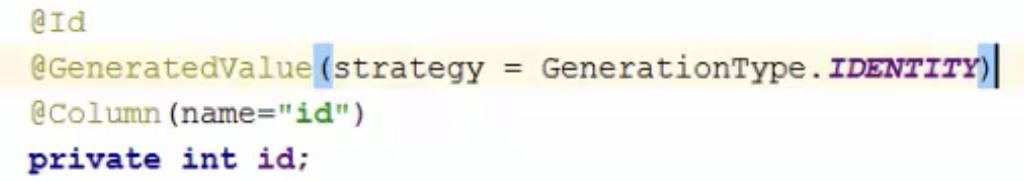 @Id
@GeneratedValue(strategy = GenerationType.IDENTITY)
@Column(name="id")
private int id;